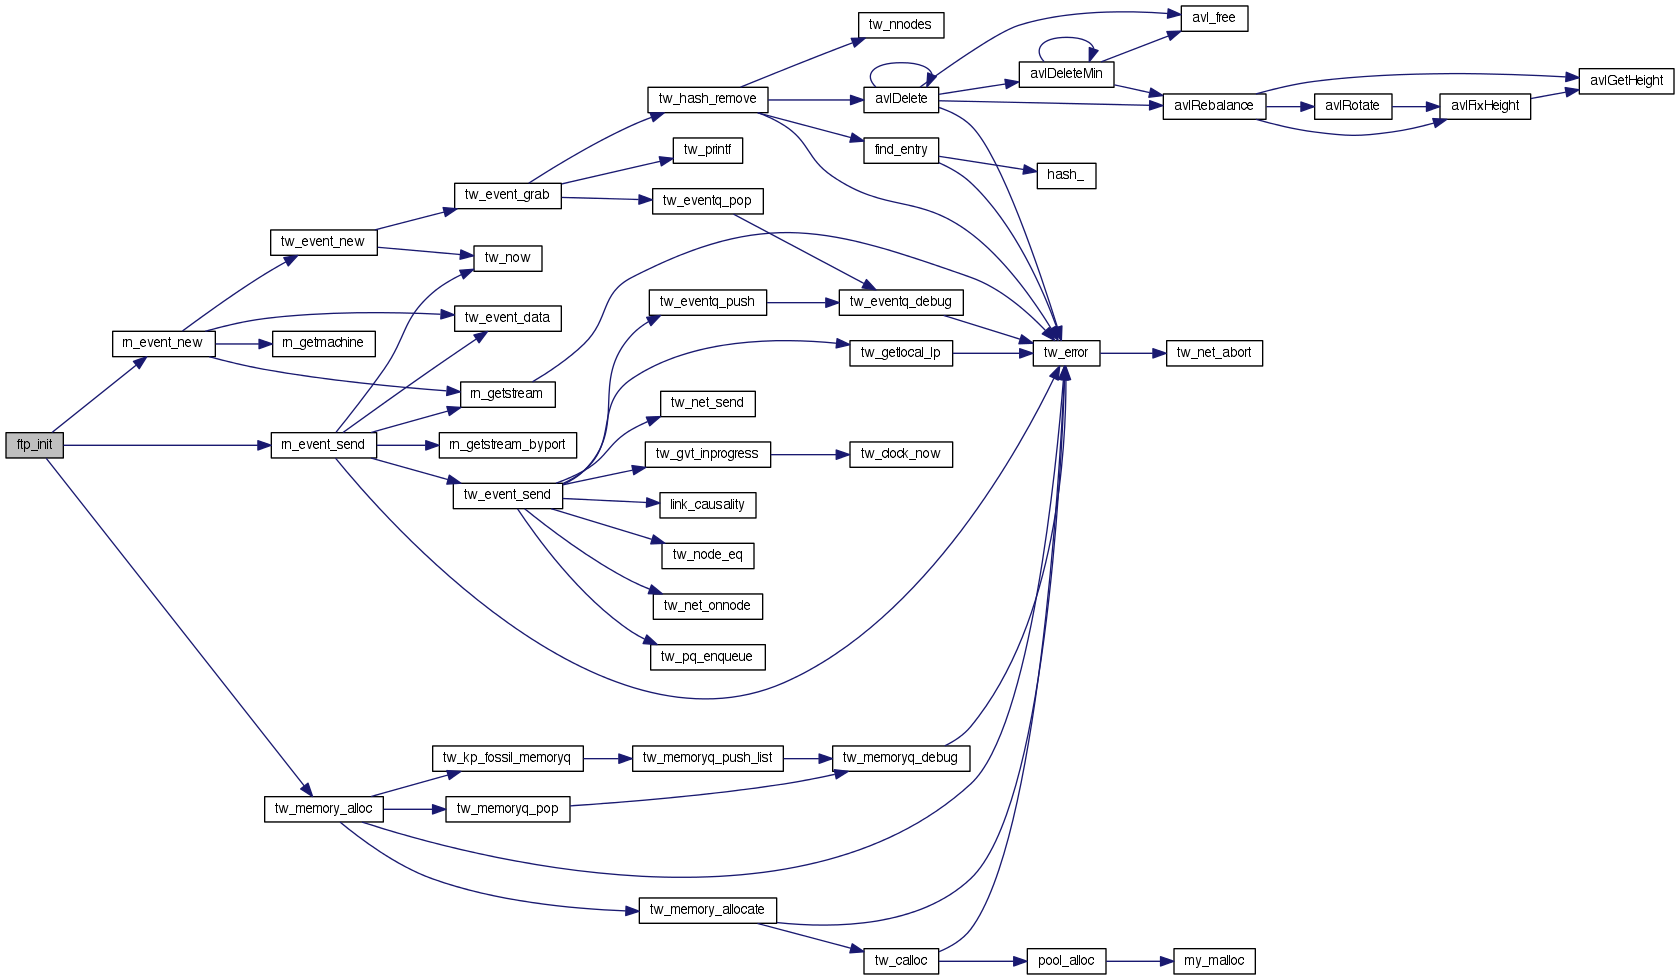 tw_nnodes
avl_free
avlDeleteMin
avlGetHeight
tw_hash_remove
avlDelete
avlRebalance
avlRotate
avlFixHeight
tw_printf
find_entry
hash_
tw_event_grab
tw_eventq_pop
tw_event_new
tw_now
tw_eventq_push
tw_eventq_debug
tw_event_data
rn_event_new
rn_getmachine
tw_getlocal_lp
tw_error
tw_net_abort
rn_getstream
tw_net_send
ftp_init
rn_event_send
rn_getstream_byport
tw_gvt_inprogress
tw_clock_now
tw_event_send
link_causality
tw_node_eq
tw_net_onnode
tw_pq_enqueue
tw_kp_fossil_memoryq
tw_memoryq_push_list
tw_memoryq_debug
tw_memory_alloc
tw_memoryq_pop
tw_memory_allocate
tw_calloc
pool_alloc
my_malloc